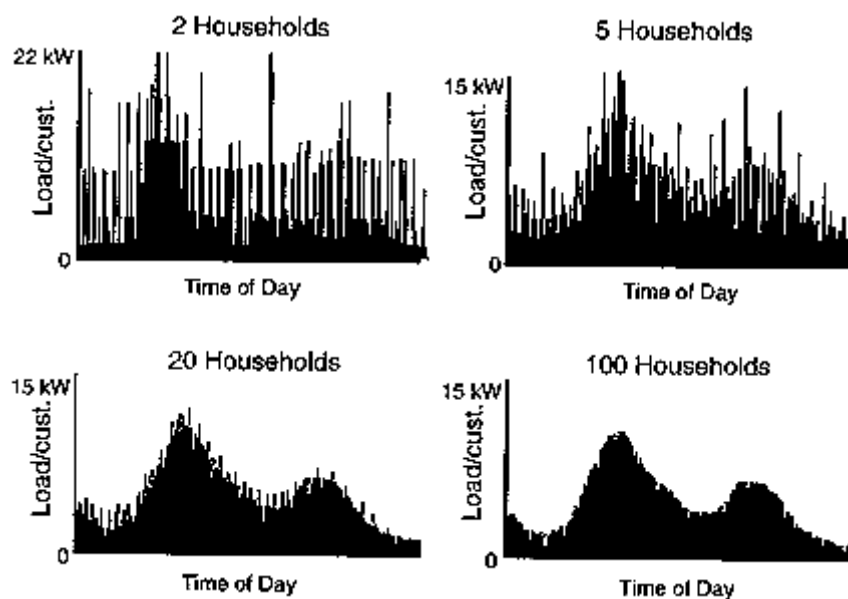 2 Households
22 kW
Load/cust.
0
Time of Day
5 Households
15 kW
Load/cust.
0
Time of Day
20 Households
15 kW
Load/cust.
0
Time of Day
100 Households
15 kW
Load/cust.
0
Time of Day